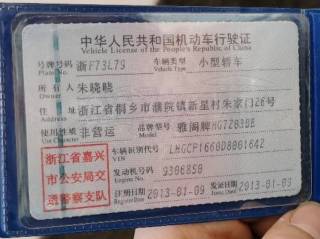 中华人民共和国机动车行驶证
Vehicle License of the People's Republic of China
号牌号码 浙F73L79 车辆类型 小型轿车
Plate No. Vehicle Type
所有人 朱晓晓
Owner
住址 浙江省桐乡市濮院镇新星村朱家门26号
Address
使用性质 非营运 品牌型号 雅阁牌HG7203BB
Use Character Model
浙江省嘉兴 车辆识别代号 LHGCP1660D8001642
VIN
市公安局交 发动机号码 9306850
Engine No.
通警察支队 注册日期 2013-01-09 发证日期 2013-01-09
Register Date Issue Date